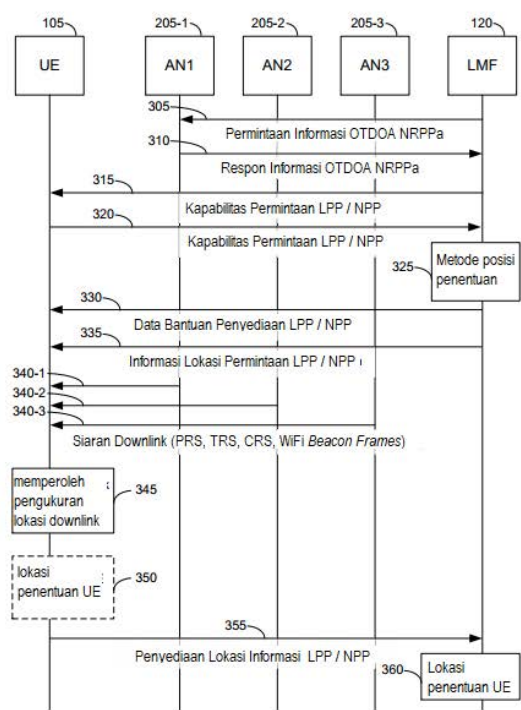 105
205-1
205-2
205-3
120
UE
AN1
AN2
AN3
LMF
305
Permintaan Informasi OTDOA NRPPa
310
Respon Informasi OTDOA NRPPa
315
Kapabilitas Permintaan LPP / NPP
320
Kapabilitas Permintaan LPP / NPP
325
Metode posisi
penentuan
330
Data Bantuan Penyediaan LPP / NPP
335
Informasi Lokasi Permintaan LPP / NPP
340-1
340-2
340-3
Siaran Downlink (PRS, TRS, CRS, WiFi Beacon Frames)
memperoleh
pengukuran
lokasi downlink
345
lokasi
penentuan UE
350
355
Penyediaan Lokasi Informasi LPP / NPP
360
Lokasi
penentuan UE